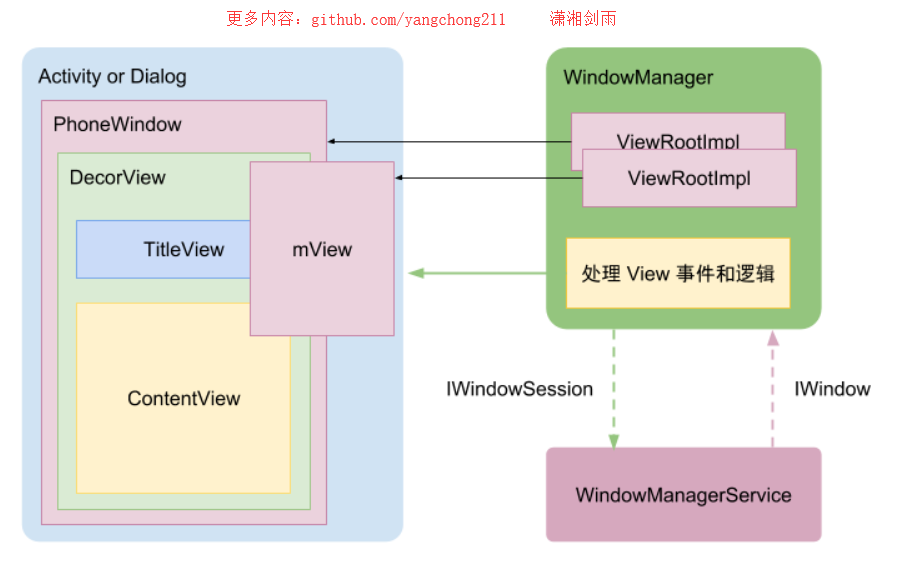 更多内容：github.com/yangchong211 潇湘剑雨
Activity or Dialog
PhoneWindow
DecorView
TitleView
mView
ContentView
WindowManager
ViewRootImpl
ViewRootImpl
处理 View 事件和逻辑
IWindowSession
IWindow
WindowManagerService